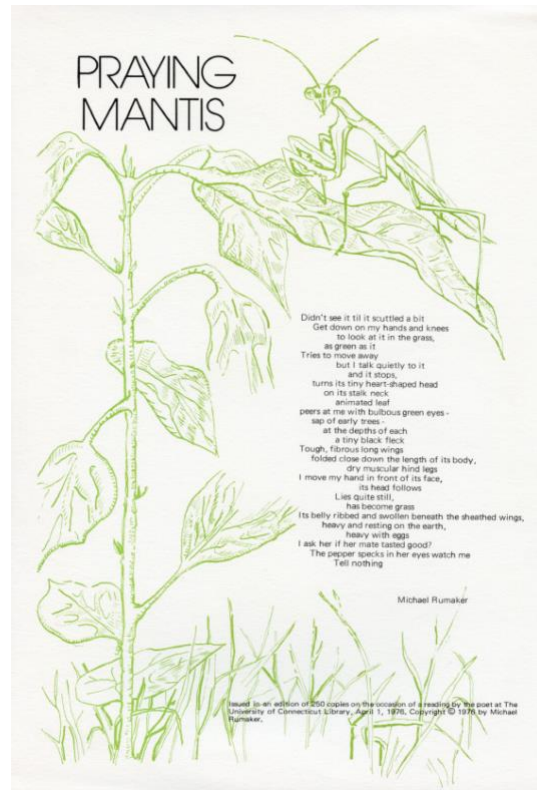 PRAYING
MANTIS
Didn't see it til it scuttled a bit
Get down on my hands and knees
to look at it in the grass,
as green as it
Tries to move away
but I talk quietly to it
and it stops,
turns its tiny heart-shaped head
on its stalk neck
animated leaf
peers at me with bulbous green eyes -
sap of early trees -
at the depths of each
a tiny black fleck
Tough, fibrous long wings
folded close down the length of its body,
dry muscular hind legs
I move my hand in front of its face,
its head follows
Lies quite still,
has become grass
Its belly ribbed and swollen beneath the sheathed wings,
heavy and resting on the earth,
heavy with eggs
I ask her if her mate tasted good?
The pepper specks in her eyes watch me
Tell nothing
Michael Rumaker
Issued in an edition of 250 copies on the occasion of a reading by the poet at The
University of Connecticut Library, April 1, 1976. Copyright © 1976 by Michael
Rumaker.